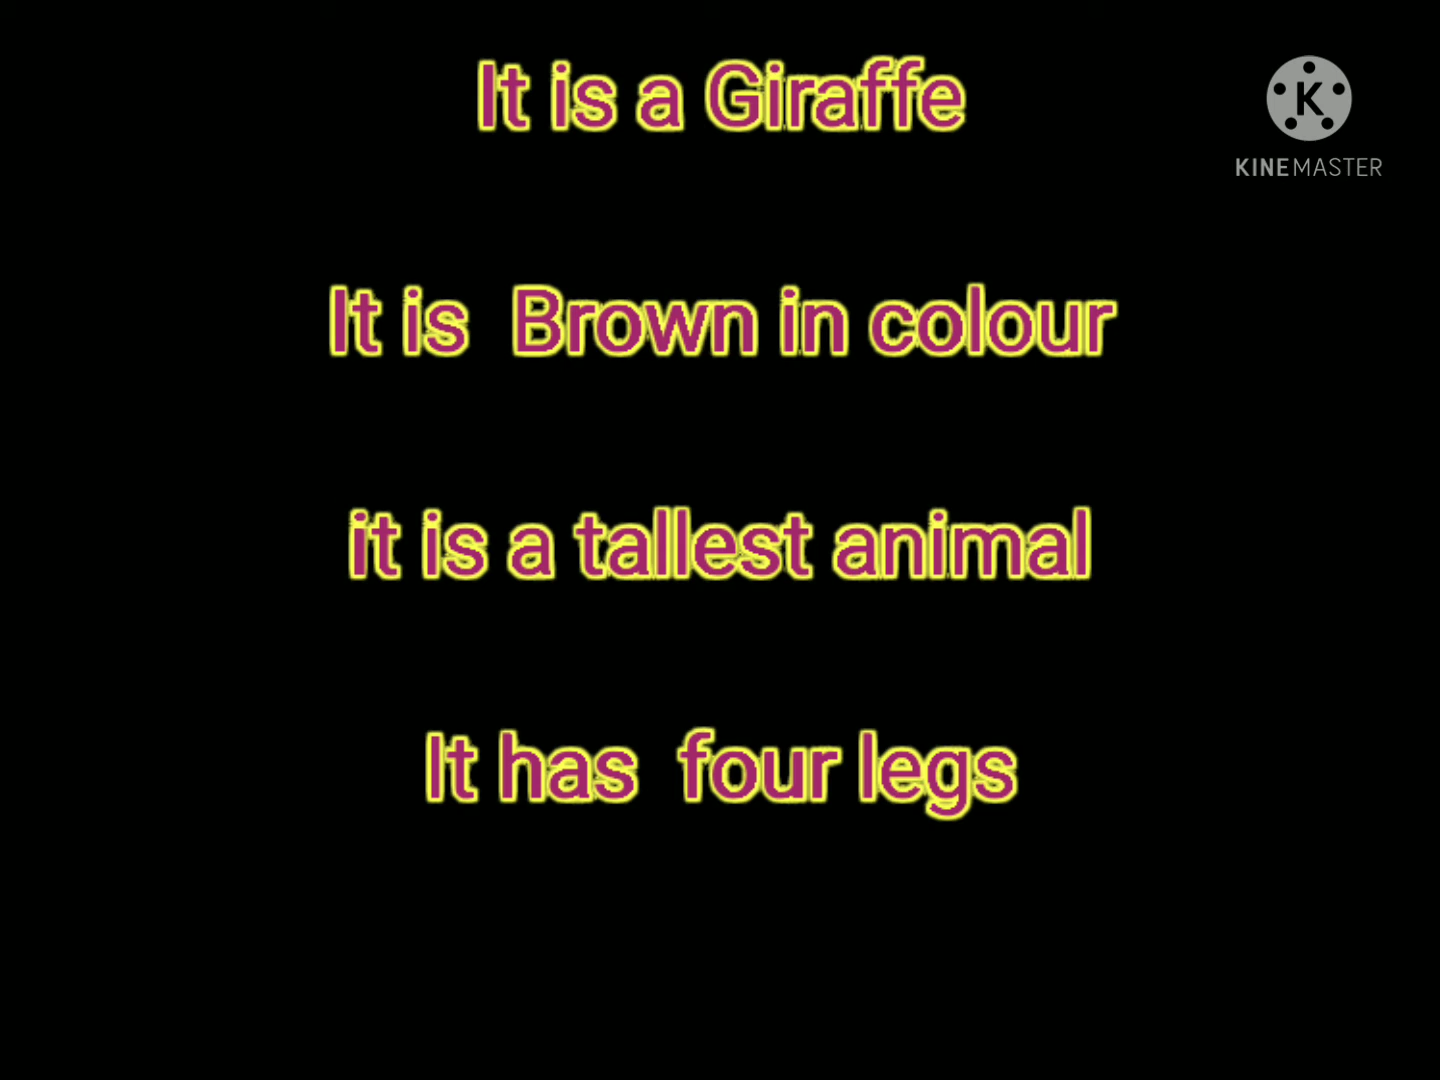 It is a Giraffe
KINEMASTER
It is  Brown in colour
it is a tallest animal
It has  four legs